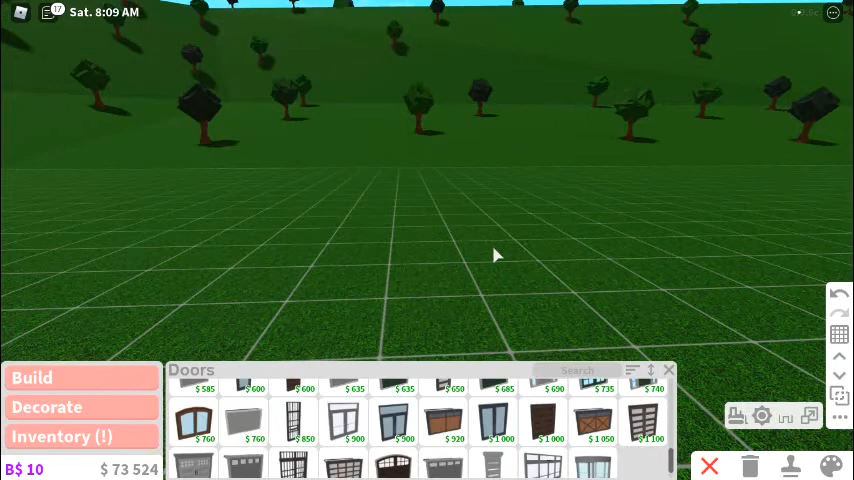 17 Sat. 8:09 AM
Build
Decorate
Inventory (!)
B$ 10 $ 73 524
Doors Search
$ 585 $ 600 $ 600 $ 635 $ 635 $ 650 $ 685 $ 690 $ 735 $ 740
$ 760 $ 760 $ 850 $ 900 $ 900 $ 920 $ 1 000 $ 1 000 $ 1 050 $ 1 100